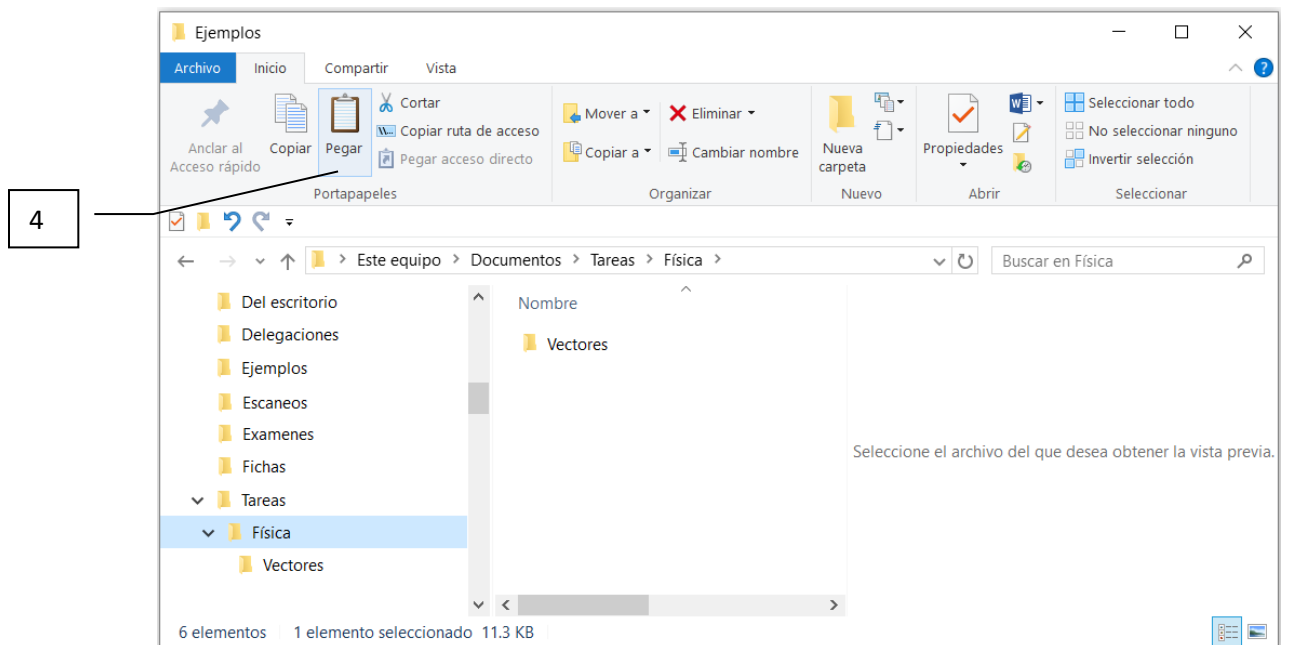 Ejemplos
Archivo Inicio Compartir Vista
Anclar al Acceso rápido
Copiar
Pegar
Cortar
Copiar ruta de acceso
Pegar acceso directo
Portapapeles
Mover a
Copiar a
Eliminar
Cambiar nombre
Organizar
Nueva carpeta
Nuevo
Propiedades
Abrir
Seleccionar todo
No seleccionar ninguno
Invertir selección
Seleccionar
4
Este equipo > Documentos > Tareas > Física >
Buscar en Física
Del escritorio
Delegaciones
Ejemplos
Escaneos
Examenes
Fichas
Tareas
Física
Vectores
Nombre
Vectores
Seleccione el archivo del que desea obtener la vista previa.
6 elementos 1 elemento seleccionado 11.3 KB